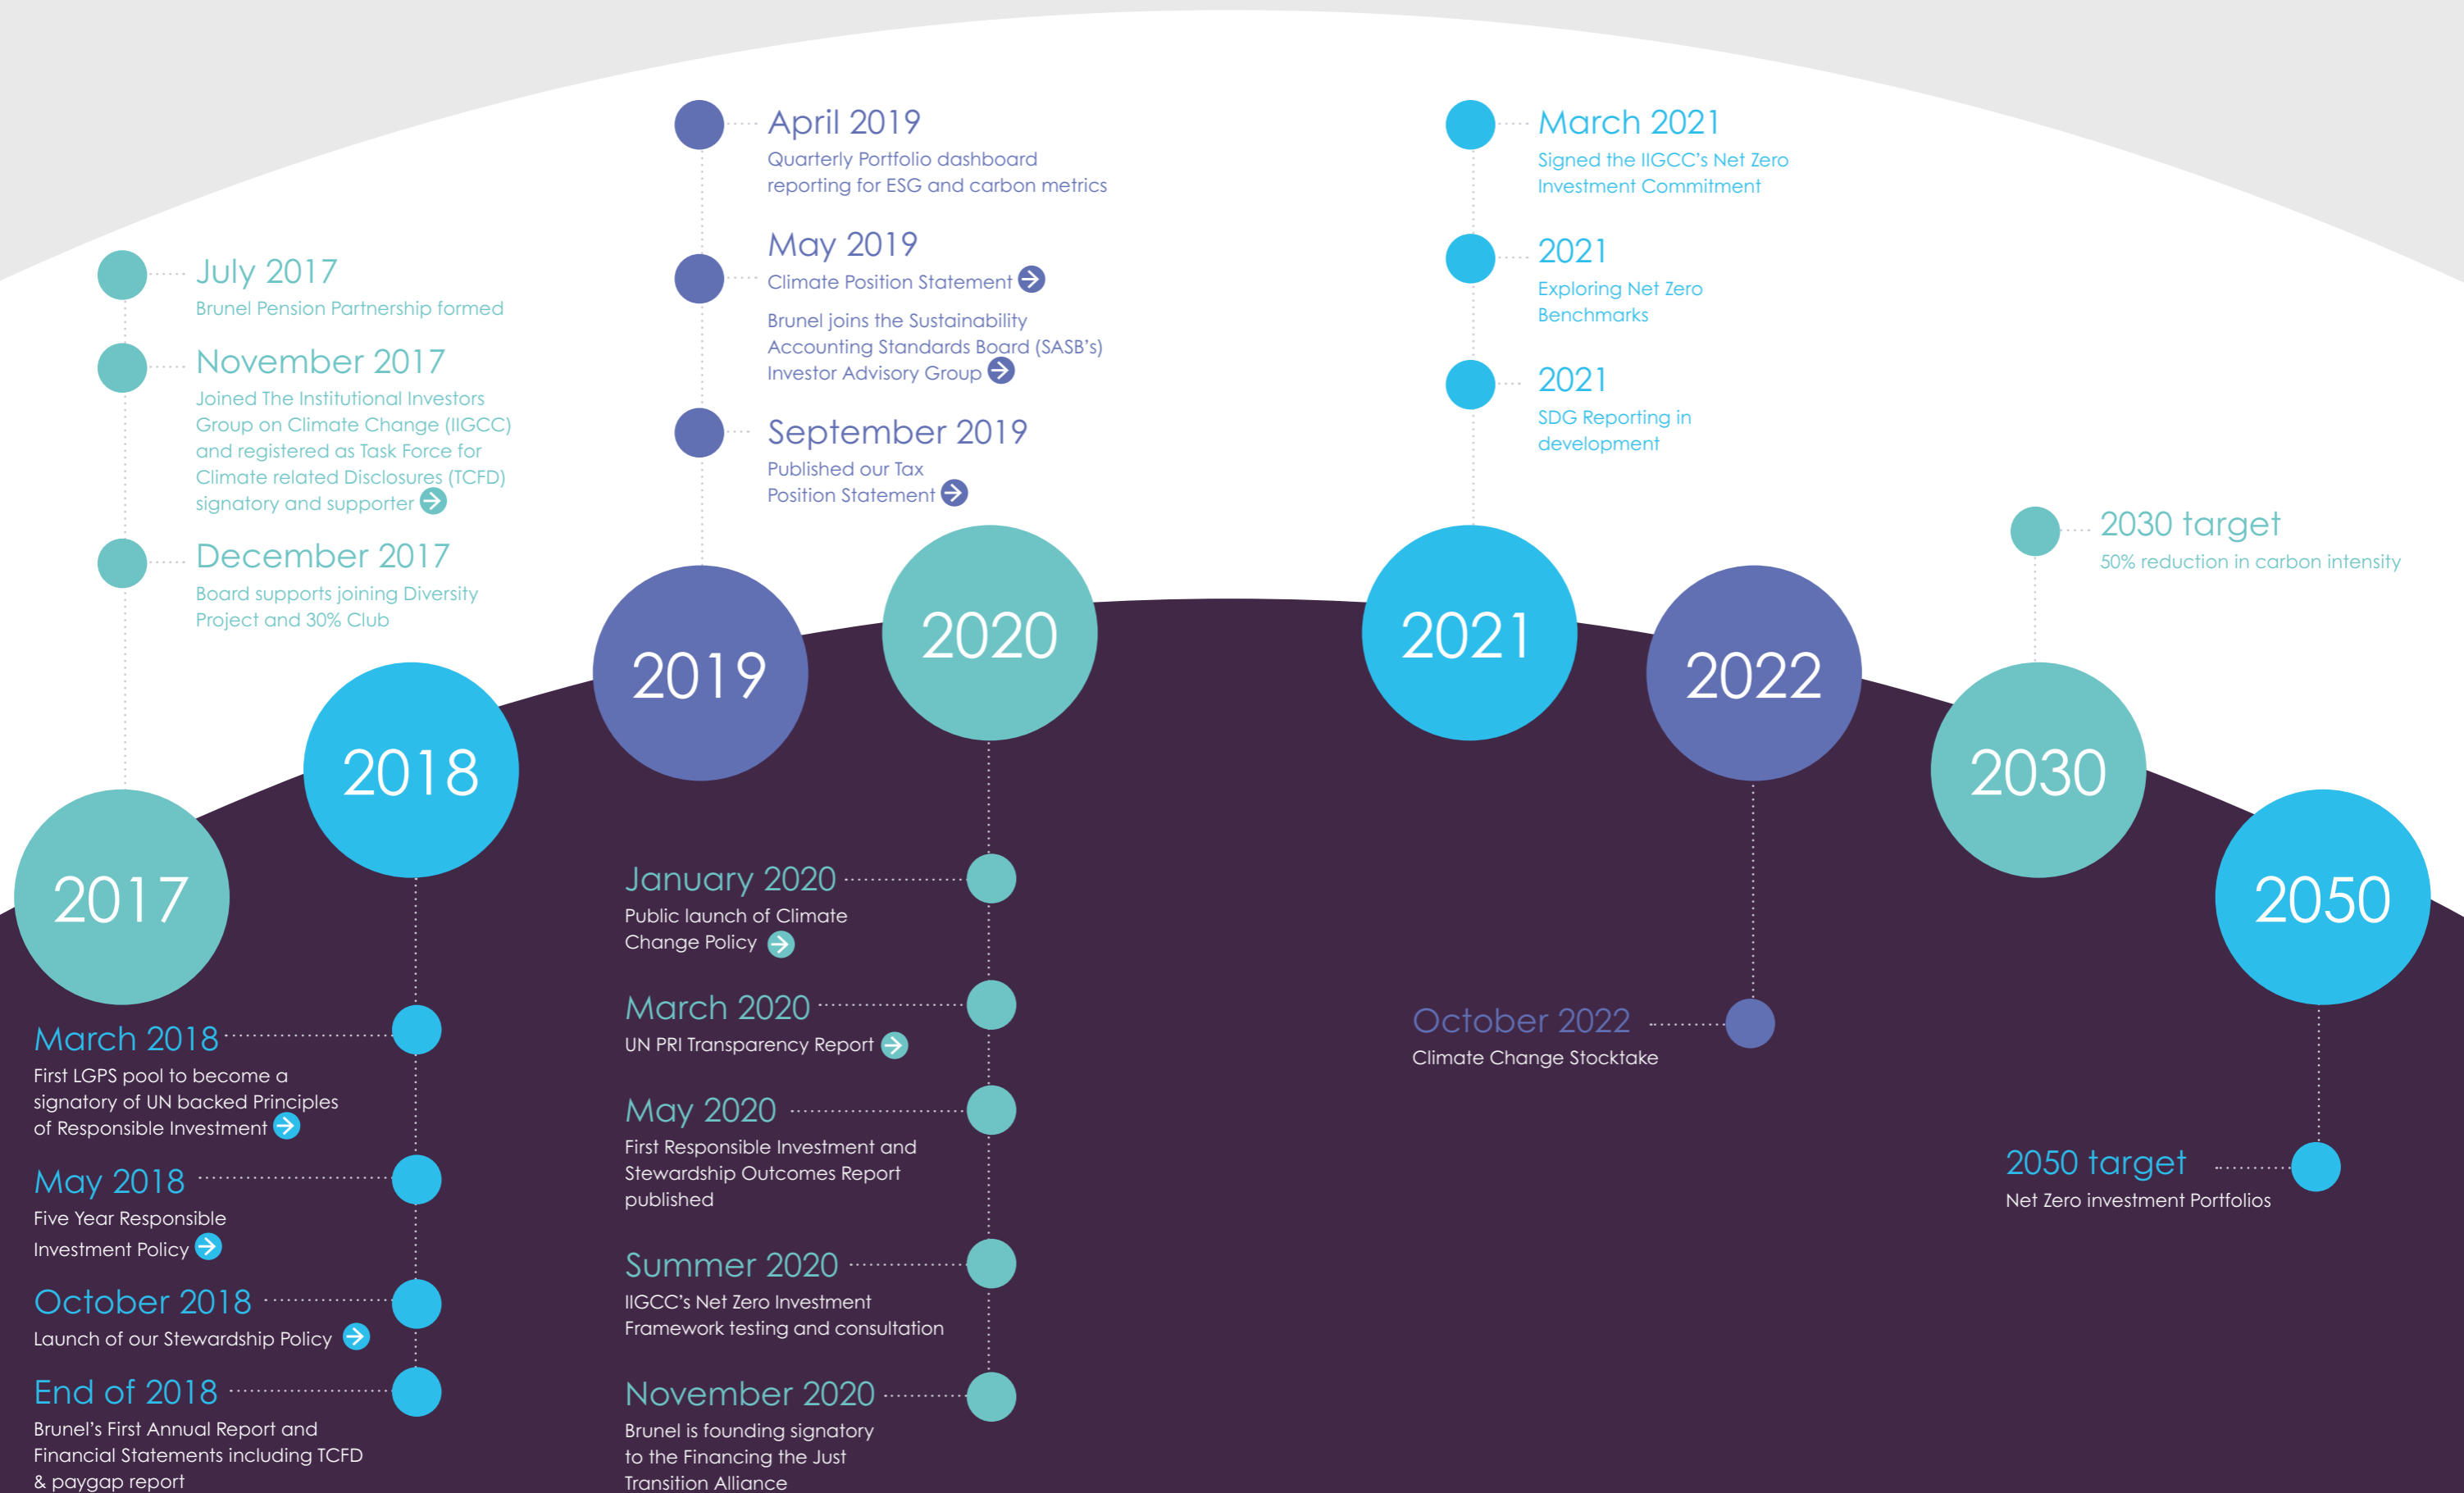 July 2017
Brunel Pension Partnership formed
November 2017
Joined The Institutional Investors
Group on Climate Change (IIGCC)
and registered as Task Force for
Climate related Disclosures (TCFD)
signatory and supporter
December 2017
Board supports joining Diversity
Project and 30% Club
2017
2018
March 2018
First LGPS pool to become a
signatory of UN backed Principles
of Responsible Investment
May 2018
Five Year Responsible
Investment Policy
October 2018
Launch of our Stewardship Policy
End of 2018
Brunel's First Annual Report and
Financial Statements including TCFD
& paygap report
April 2019
Quarterly Portfolio dashboard
reporting for ESG and carbon metrics
May 2019
Climate Position Statement
Brunel joins the Sustainability
Accounting Standards Board (SASB's)
Investor Advisory Group
September 2019
Published our Tax
Position Statement
2019
2020
January 2020
Public launch of Climate
Change Policy
March 2020
UN PRI Transparency Report
May 2020
First Responsible Investment and
Stewardship Outcomes Report
published
Summer 2020
IIGCC's Net Zero Investment
Framework testing and consultation
November 2020
Brunel is founding signatory
to the Financing the Just
Transition Alliance
March 2021
Signed the IIGCC's Net Zero
Investment Commitment
2021
Exploring Net Zero
Benchmarks
2021
SDG Reporting in
development
2021
2022
October 2022
Climate Change Stocktake
2030 target
50% reduction in carbon intensity
2030
2050
2050 target
Net Zero investment Portfolios